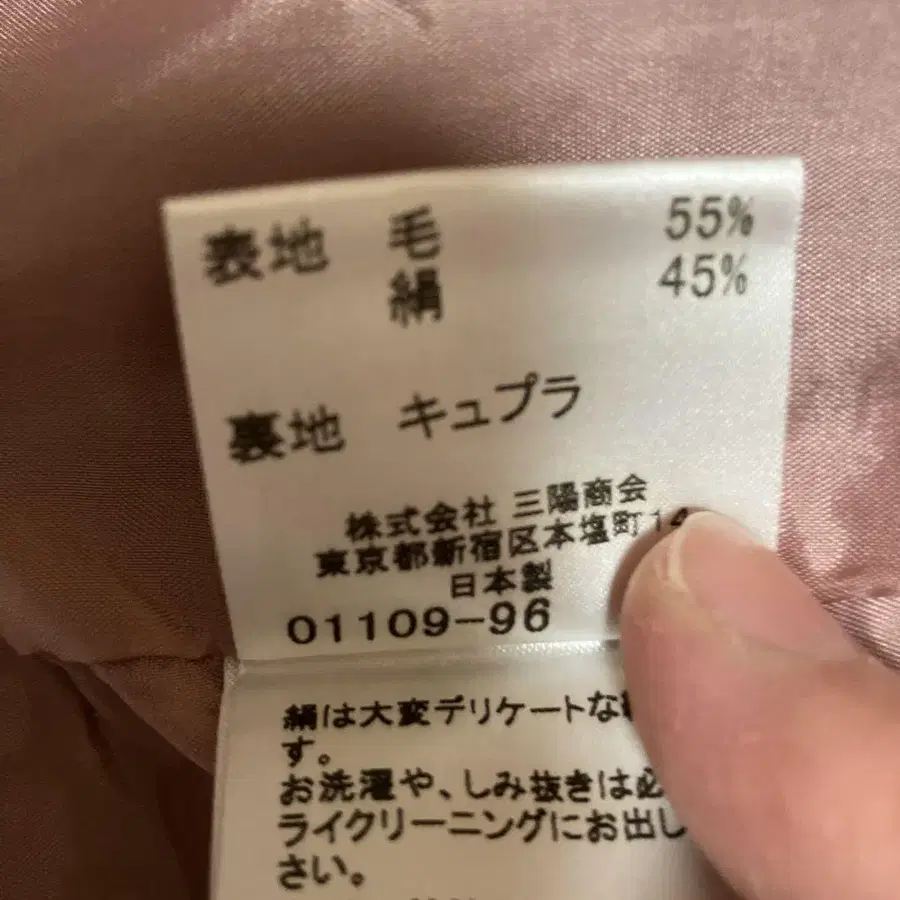 表地 毛 55%
絹 45%
裏地 キュプラ
株式会社 三陽商会
東京都新宿区本塩町14
日本製
01109-96
絹は大変デリケートな
す。
お洗濯や、しみ抜きは必
ライクリーニングにお出し
さい。